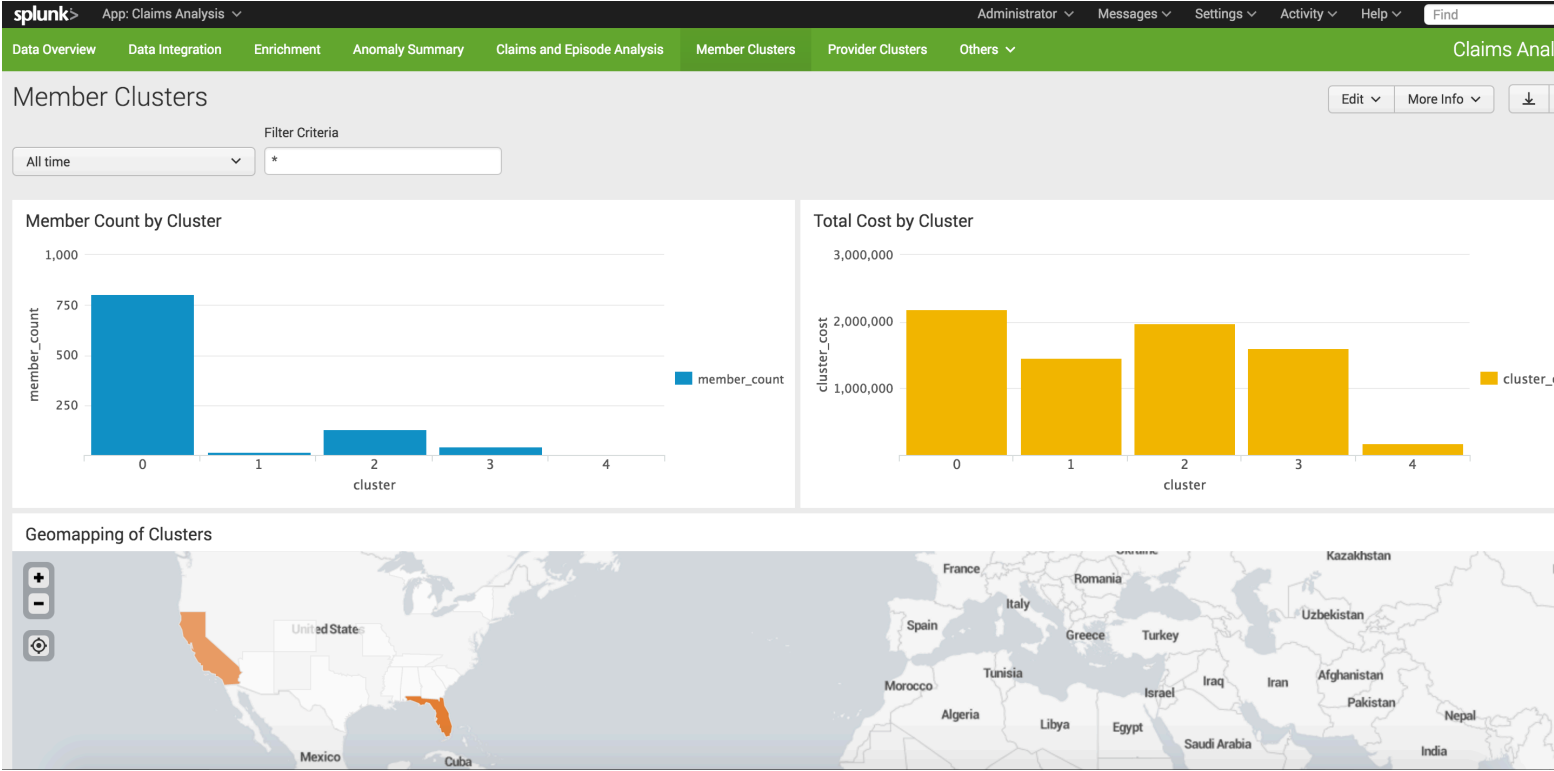 splunk> App: Claims Analysis Administrator Messages Settings Activity Help Find
Data Overview Data Integration Enrichment Anomaly Summary Claims and Episode Analysis Member Clusters Provider Clusters Others Claims Anal
Member Clusters
Edit More Info
Filter Criteria
All time *
Member Count by Cluster
1,000
750
500
250
member_count
0 1 2 3 4
cluster
member_count
Total Cost by Cluster
3,000,000
2,000,000
1,000,000
cluster_cost
0 1 2 3 4
cluster
cluster_
Geomapping of Clusters
+
-
Ukraine
Kazakhstan
France
Romania
Italy
Uzbekistan
United States
Spain
Greece
Turkey
Tunisia
Afghanistan
Morocco
Iraq
Iran
Israel
Pakistan
Algeria
Nepal
Libya
Egypt
Saudi Arabia
India
Mexico
Cuba